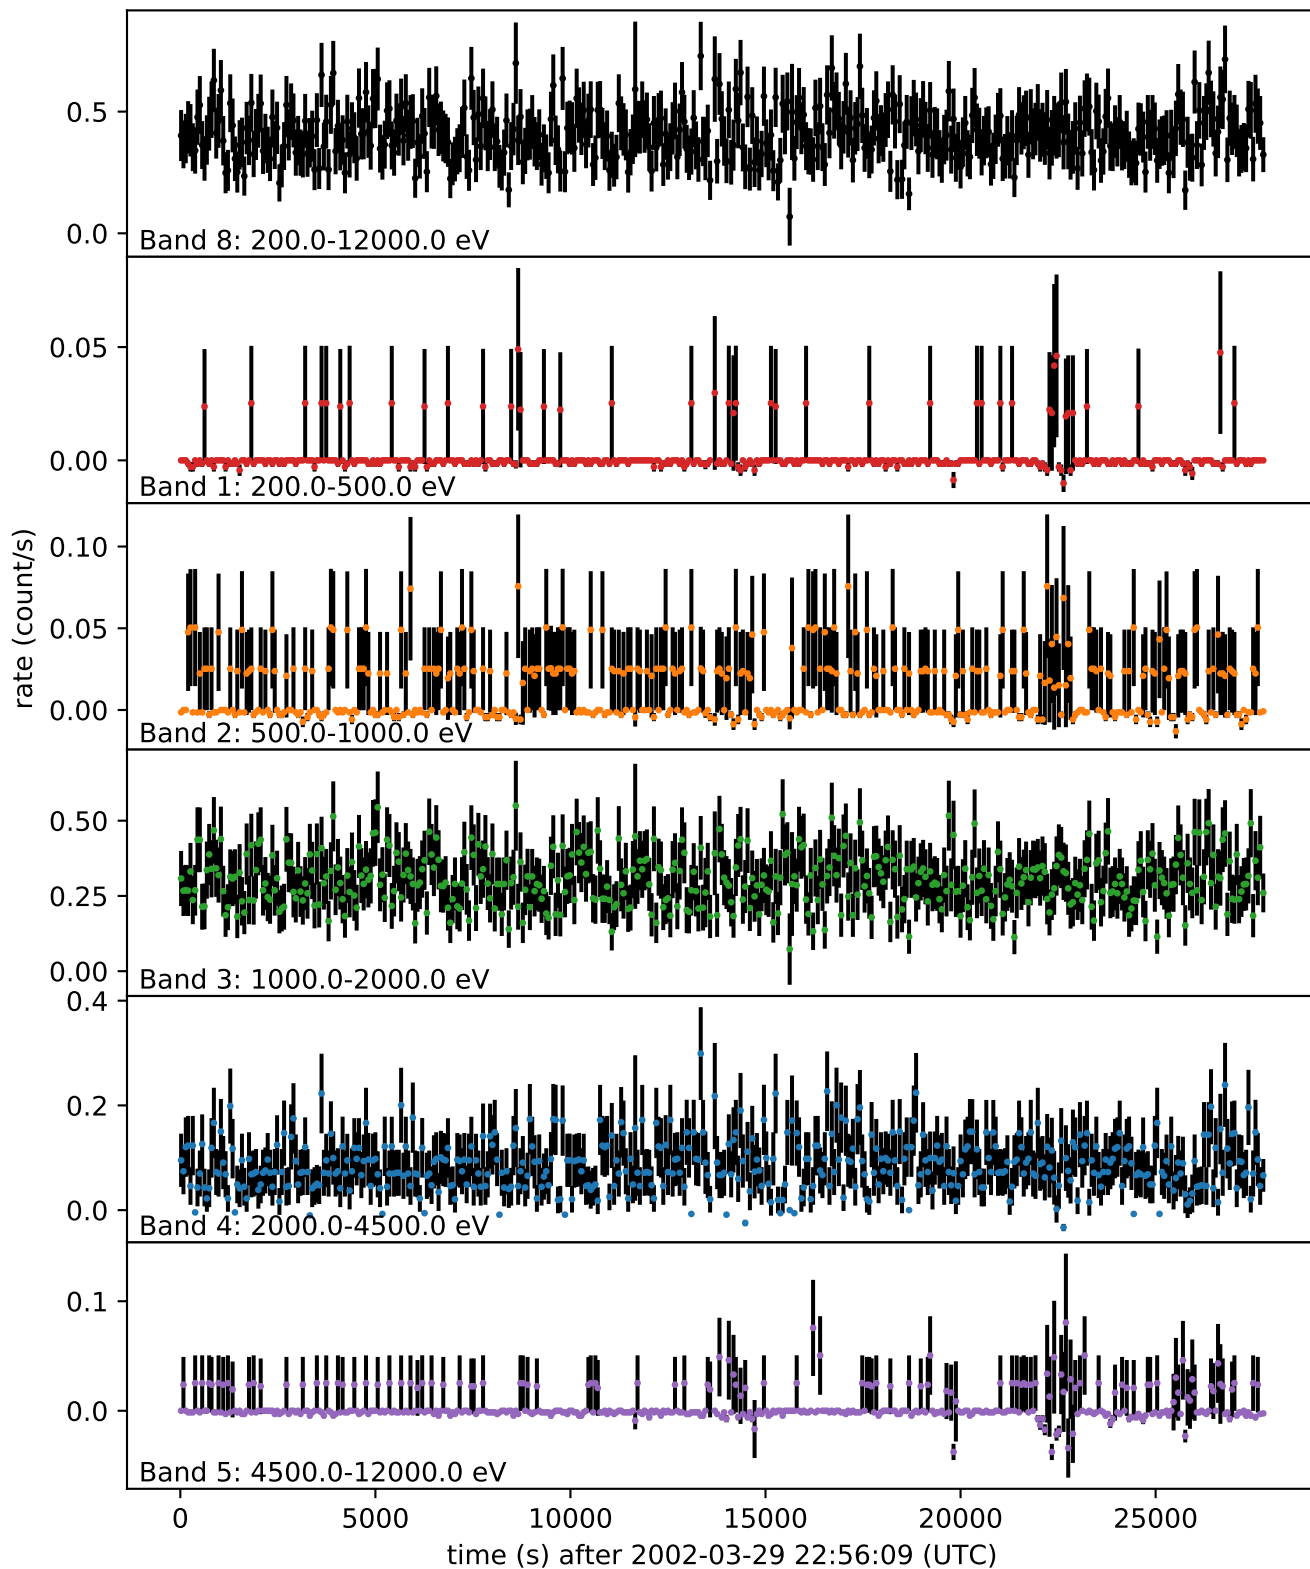 0.5
0.0
Band 8: 200.0-12000.0 eV
0.05
0.00
Band 1: 200.0-500.0 eV
rate (count/s)
0.10
0.05
0.00
Band 2: 500.0-1000.0 eV
0.50
0.25
0.00
Band 3: 1000.0-2000.0 eV
0.4
0.2
0.0
Band 4: 2000.0-4500.0 eV
0.1
0.0
Band 5: 4500.0-12000.0 eV
0 5000 10000 15000 20000 25000
time (s) after 2002-03-29 22:56:09 (UTC)